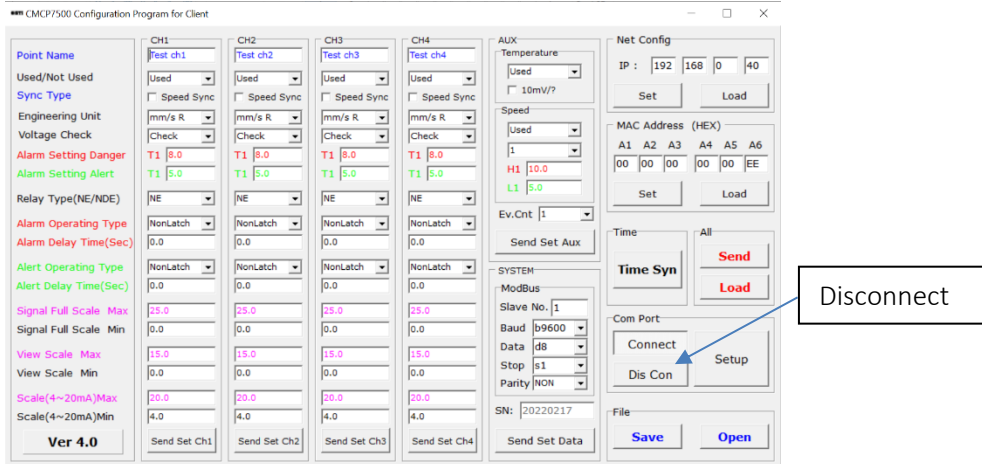 CMCP7500 Configuration Program for Client
CH1 CH2 CH3 CH4 AUX Net Config
Point Name Test ch1 Test ch2 Test ch3 Test ch4
Used/Not Used Used Used Used Used
Sync Type Speed Sync Speed Sync Speed Sync Speed Sync
Engineering Unit mm/s R mm/s R mm/s R mm/s R
Voltage Check Check Check Check Check
Alarm Setting Danger T1 8.0 T1 8.0 T1 8.0 T1 8.0
Alarm Setting Alert T1 5.0 T1 5.0 T1 5.0 T1 5.0
Relay Type(NE/NDE) NE NE NE NE
Alarm Operating Type NonLatch NonLatch NonLatch NonLatch
Alarm Delay Time(Sec) 0.0 0.0 0.0 0.0
Alert Operating Type NonLatch NonLatch NonLatch NonLatch
Alert Delay Time(Sec) 0.0 0.0 0.0 0.0
Signal Full Scale Max 25.0 25.0 25.0 25.0
Signal Full Scale Min 0.0 0.0 0.0 0.0
View Scale Max 15.0 15.0 15.0 15.0
View Scale Min 0.0 0.0 0.0 0.0
Scale(4~20mA)Max 20.0 20.0 20.0 20.0
Scale(4~20mA)Min 4.0 4.0 4.0 4.0
Ver 4.0 Send Set Ch1 Send Set Ch2 Send Set Ch3 Send Set Ch4
Temperature
Used
10mV/?
Speed
Used
1
H1 10.0
L1 5.0
Ev.Cnt 1
Send Set Aux
SYSTEM
ModBus
Slave No. 1
Baud b9600
Data d8
Stop s1
Parity NON
SN: 20220217
Send Set Data
IP : 192 168 0 40
Set Load
MAC Address (HEX)
A1 A2 A3 A4 A5 A6
00 00 00 00 00 EE
Set Load
Time All
Time Syn Send
Load
Com Port
Connect Setup
Dis Con
File
Save Open
Disconnect